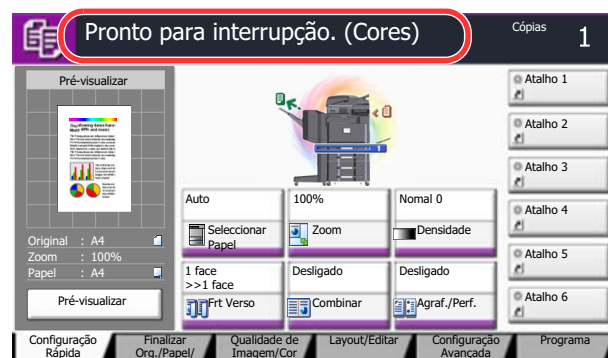 Pronto para interrupção. (Cores)
Cópias
1
Pré-visualizar
Original : A4
Zoom : 100%
Papel : A4
Pré-visualizar
Auto
Seleccionar
Papel
100%
Zoom
Nomal 0
Densidade
1 face
>>1 face
Frt Verso
Desligado
Combinar
Desligado
Agraf./Perf.
Atalho 1
Atalho 2
Atalho 3
Atalho 4
Atalho 5
Atalho 6
Configuração
Rápida
Finalizar
Org./Papel/
Qualidade de
Imagem/Cor
Layout/Editar
Configuração
Avançada
Programa